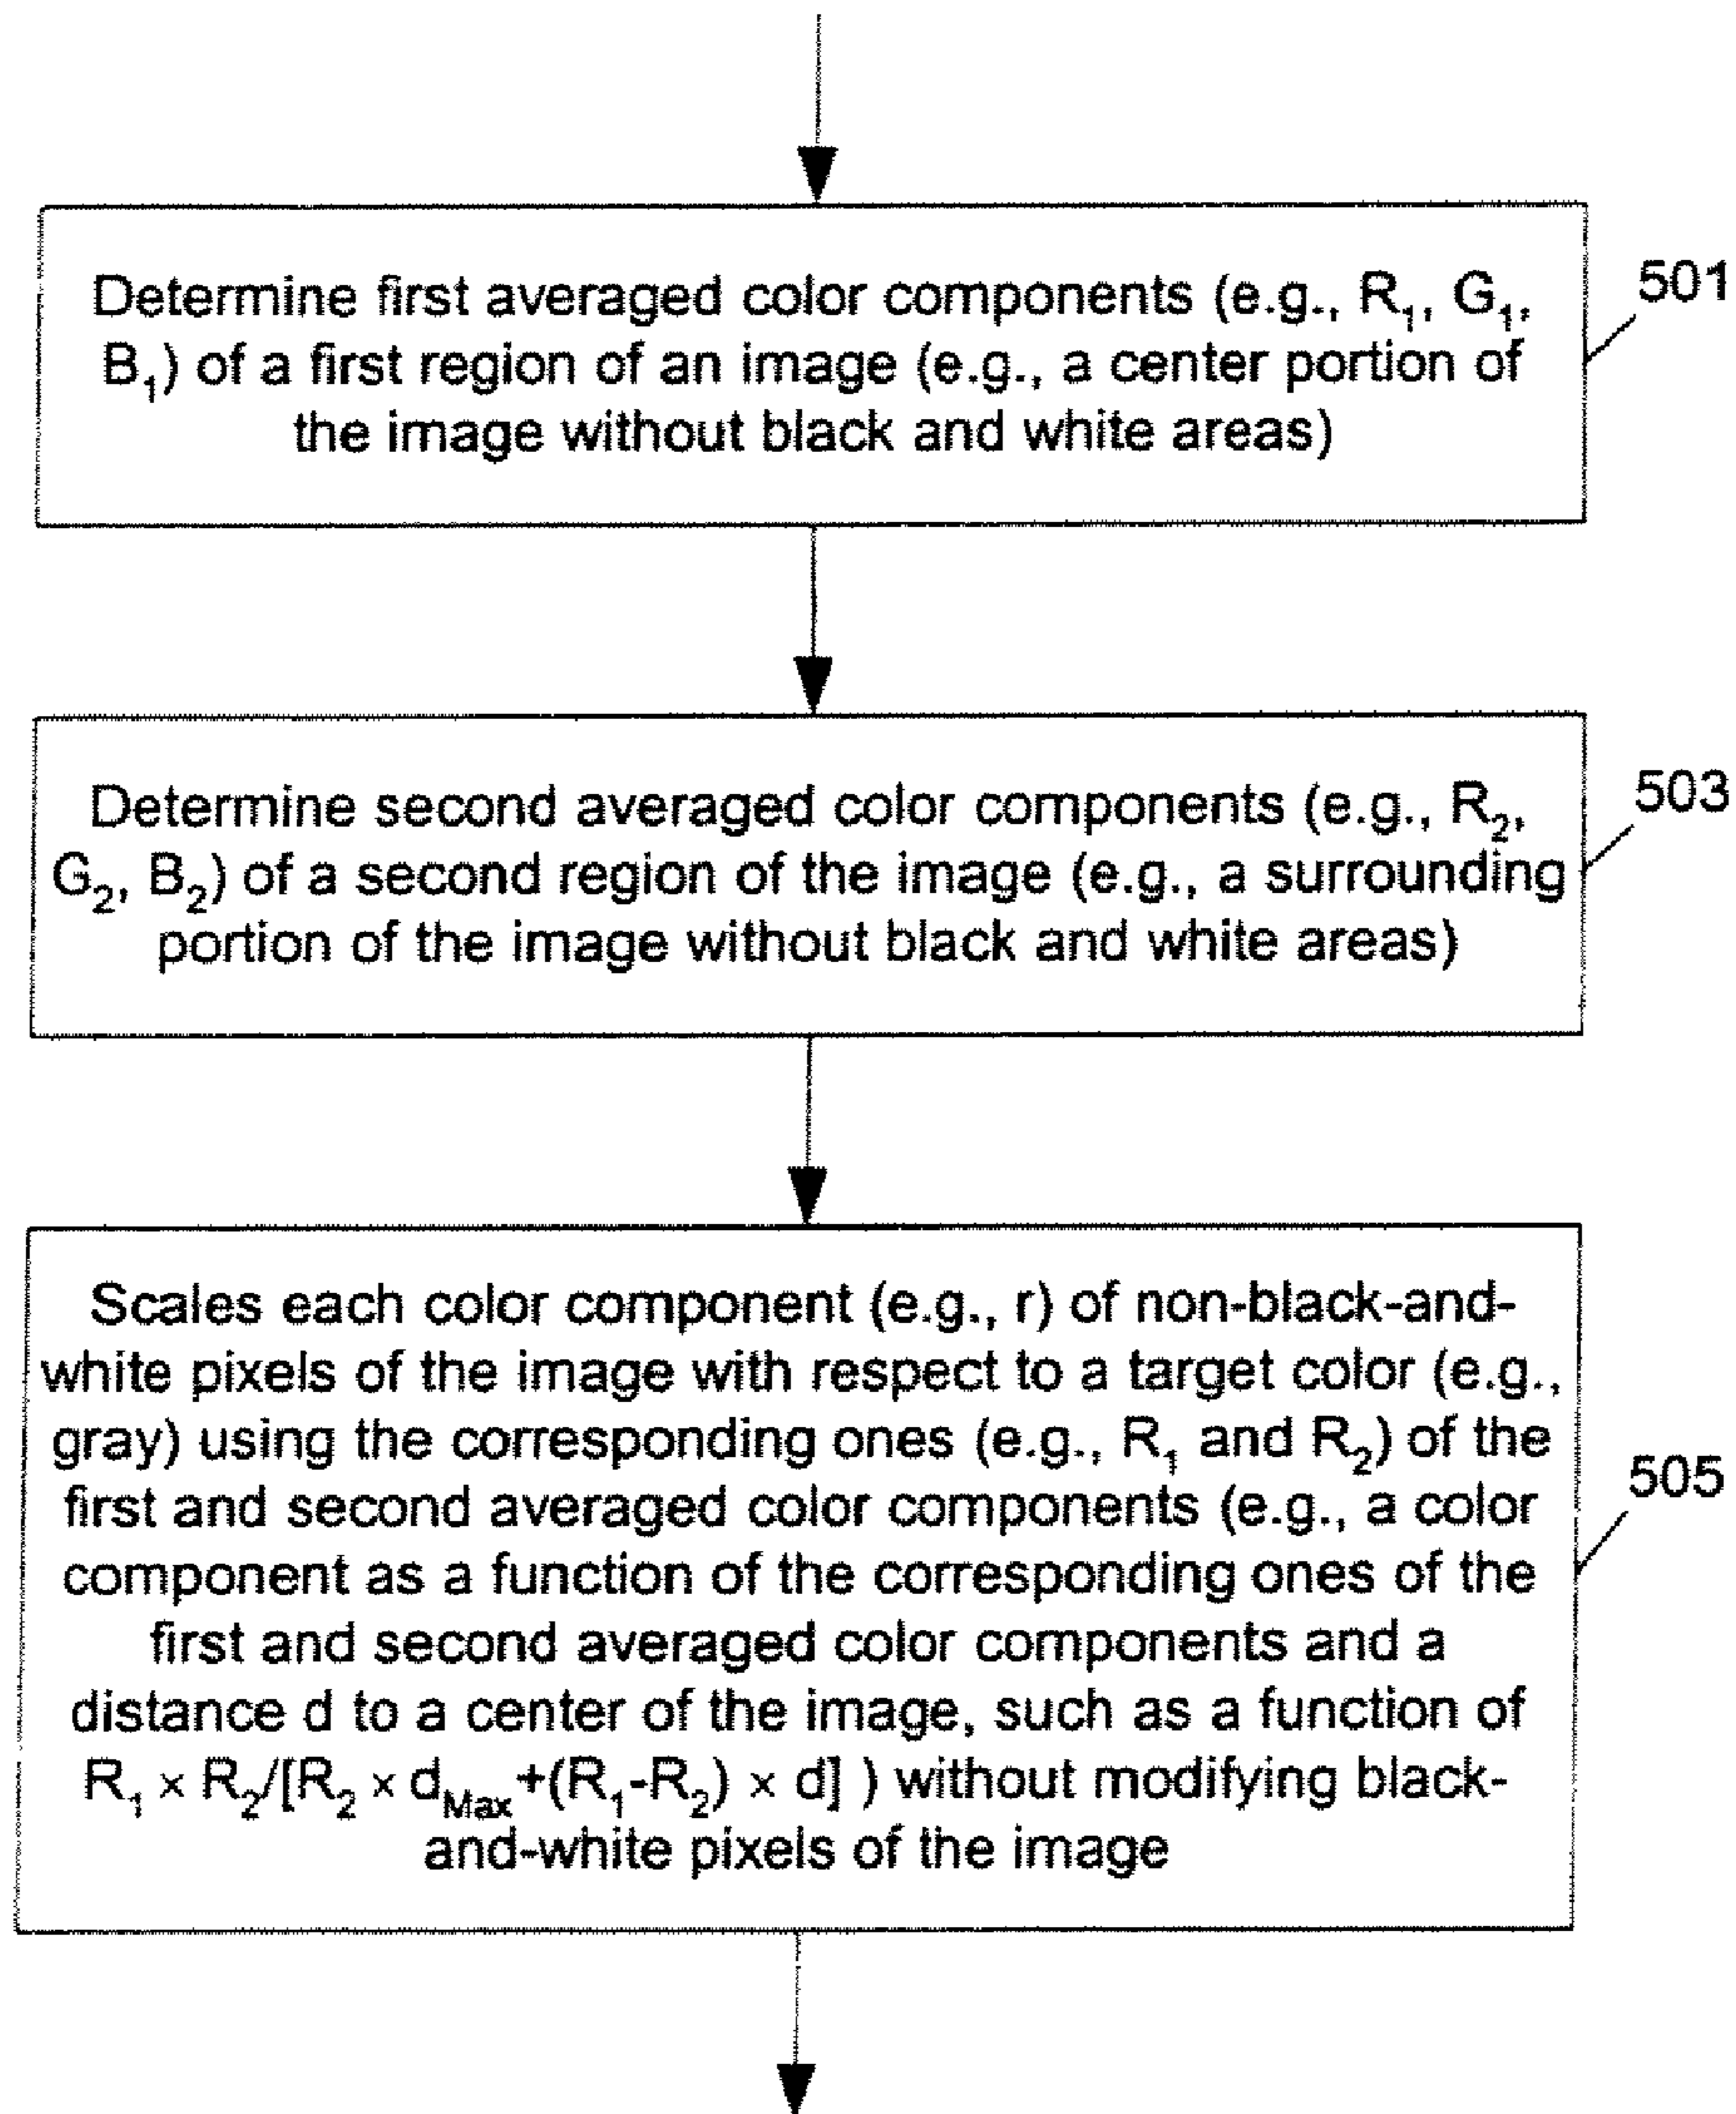 Determine first averaged color components (e.g., R₁, G₁,
B₁) of a first region of an image (e.g., a center portion of
the image without black and white areas)
501
Determine second averaged color components (e.g., R₂,
G₂, B₂) of a second region of the image (e.g., a surrounding
portion of the image without black and white areas)
503
Scales each color component (e.g., r) of non-black-and-
white pixels of the image with respect to a target color (e.g.,
gray) using the corresponding ones (e.g., R₁ and R₂) of the
first and second averaged color components (e.g., a color
component as a function of the corresponding ones of the
first and second averaged color components and a
distance d to a center of the image, such as a function of
R₁ × R₂/[R₂ × d_Max+(R₁-R₂) × d] ) without modifying black-
and-white pixels of the image
505